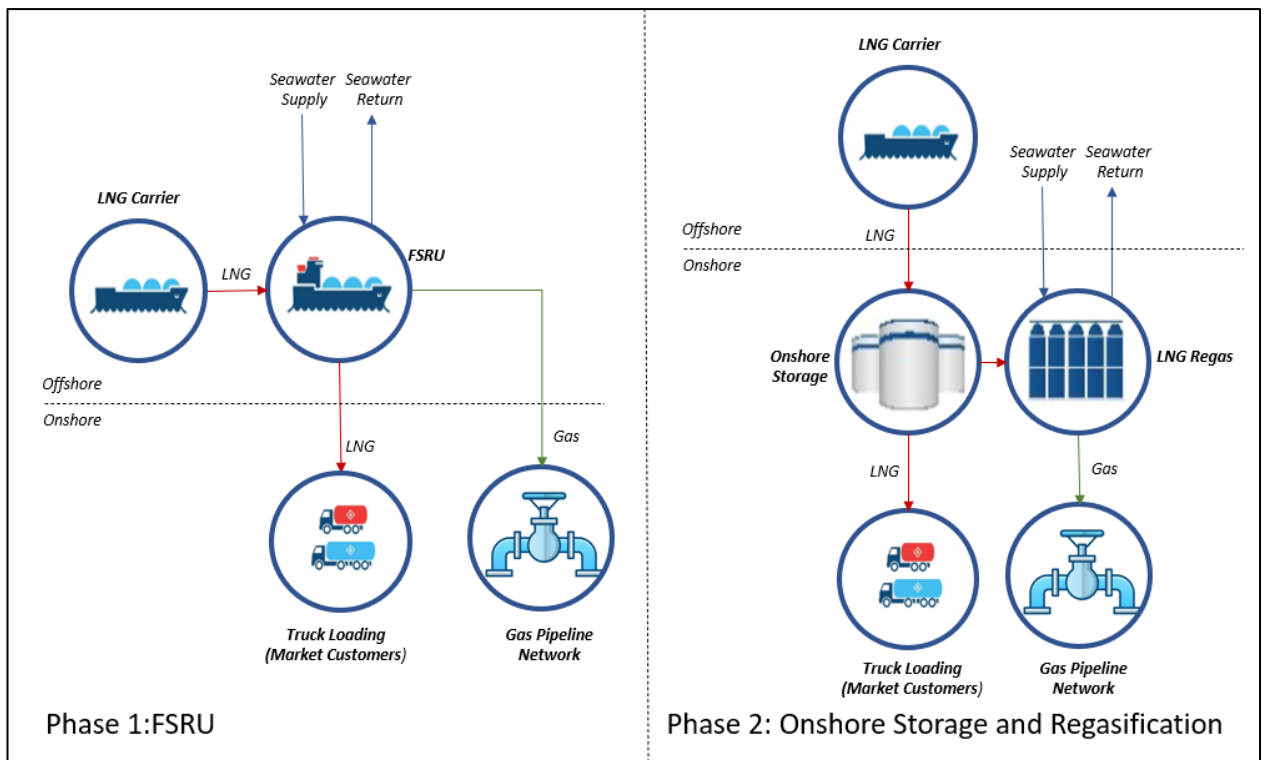 Seawater
Supply
Seawater
Return
LNG Carrier
LNG
FSRU
Offshore
Onshore
LNG
Gas
Truck Loading
(Market Customers)
Gas Pipeline
Network
Phase 1:FSRU
LNG Carrier
Seawater
Supply
Seawater
Return
Offshore
LNG
Onshore
Onshore
Storage
LNG Regas
LNG
Gas
Truck Loading
(Market Customers)
Gas Pipeline
Network
Phase 2: Onshore Storage and Regasification